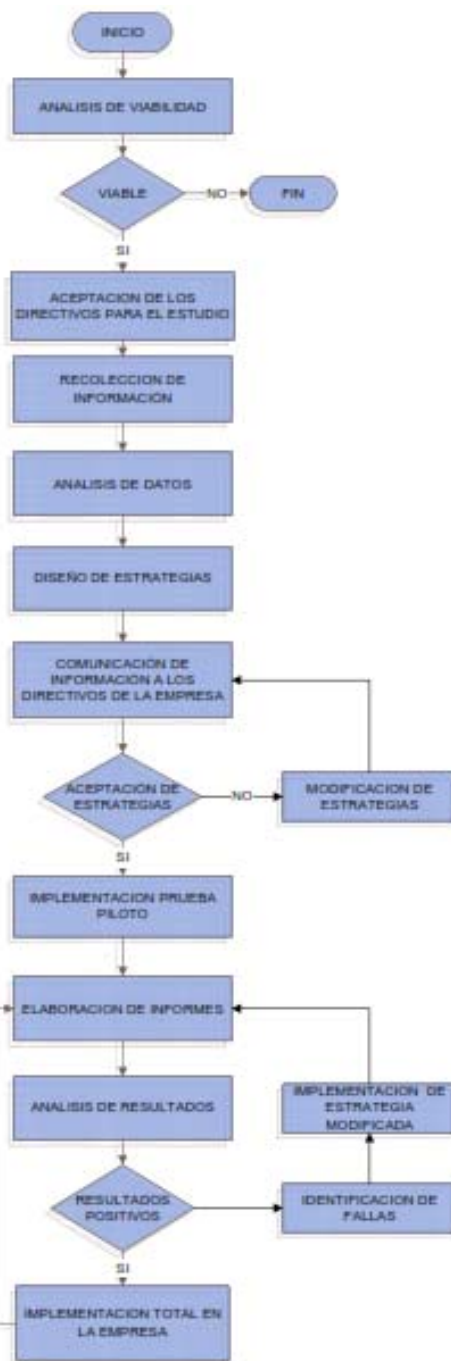 INICIO
ANALISIS DE VIABILIDAD
VIABLE
NO
FIN
SI
ACEPTACION DE LOS
DIRECTIVOS PARA EL ESTUDIO
RECOLECCION DE
INFORMACIÓN
ANALISIS DE DATOS
DISEÑO DE ESTRATEGIAS
COMUNICACIÓN DE
INFORMACION A LOS
DIRECTIVOS DE LA EMPRESA
ACEPTACIÓN DE
ESTRATEGIAS
NO
MODIFICACION DE
ESTRATEGIAS
SI
IMPLEMENTACION PRUEBA
PILOTO
ELABORACION DE INFORMES
ANALISIS DE RESULTADOS
IMPLEMENTACION DE
ESTRATEGIA
MODIFICADA
RESULTADOS
POSITIVOS
IDENTIFICACION DE
FALLAS
SI
IMPLEMENTACION TOTAL EN
LA EMPRESA